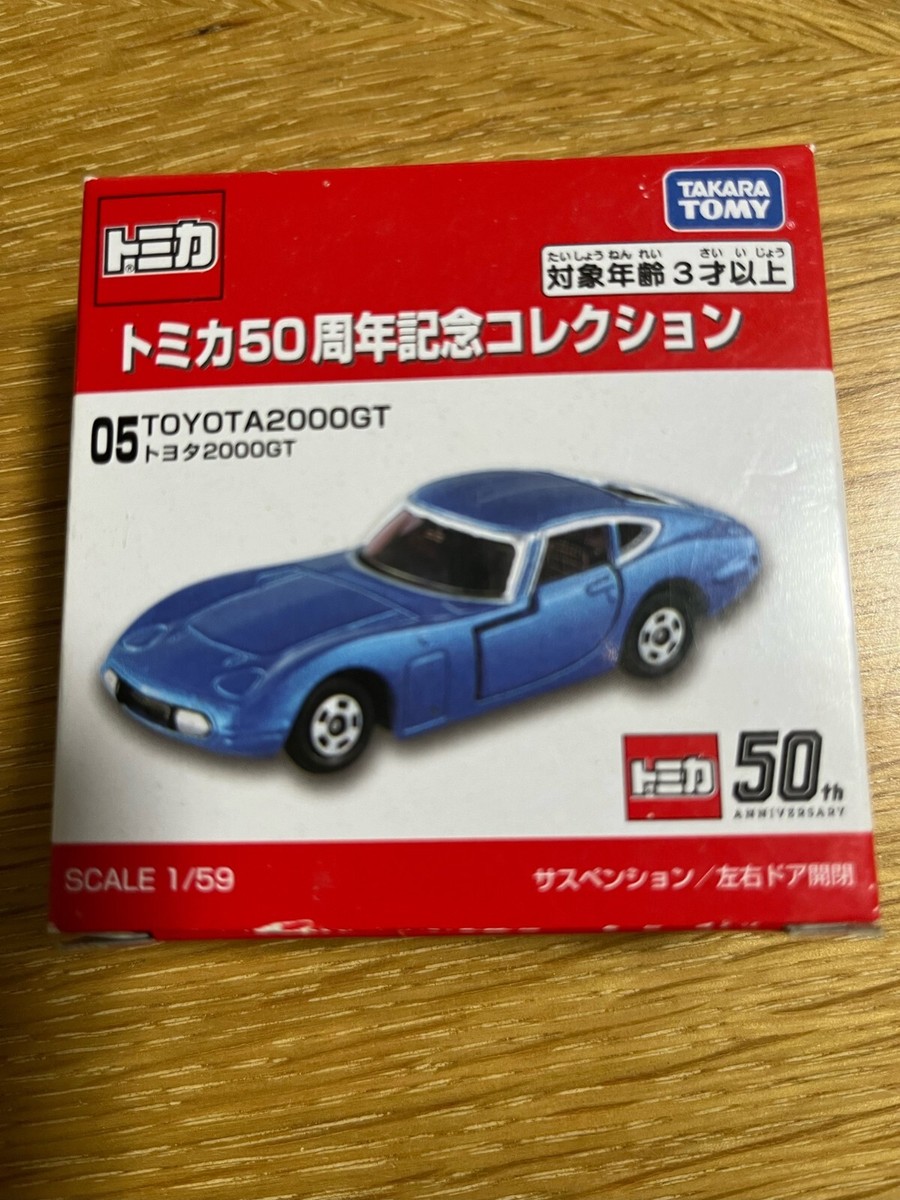 TAKARA
TOMY
トミカ
たいしょうねんれい さいいじょう
対象年齢3才以上
トミカ50周年記念コレクション
05 TOYOTA2000GT
トヨタ2000GT
トミカ 50th
ANNIVERSARY
SCALE 1/59
サスペンション/左右ドア開閉